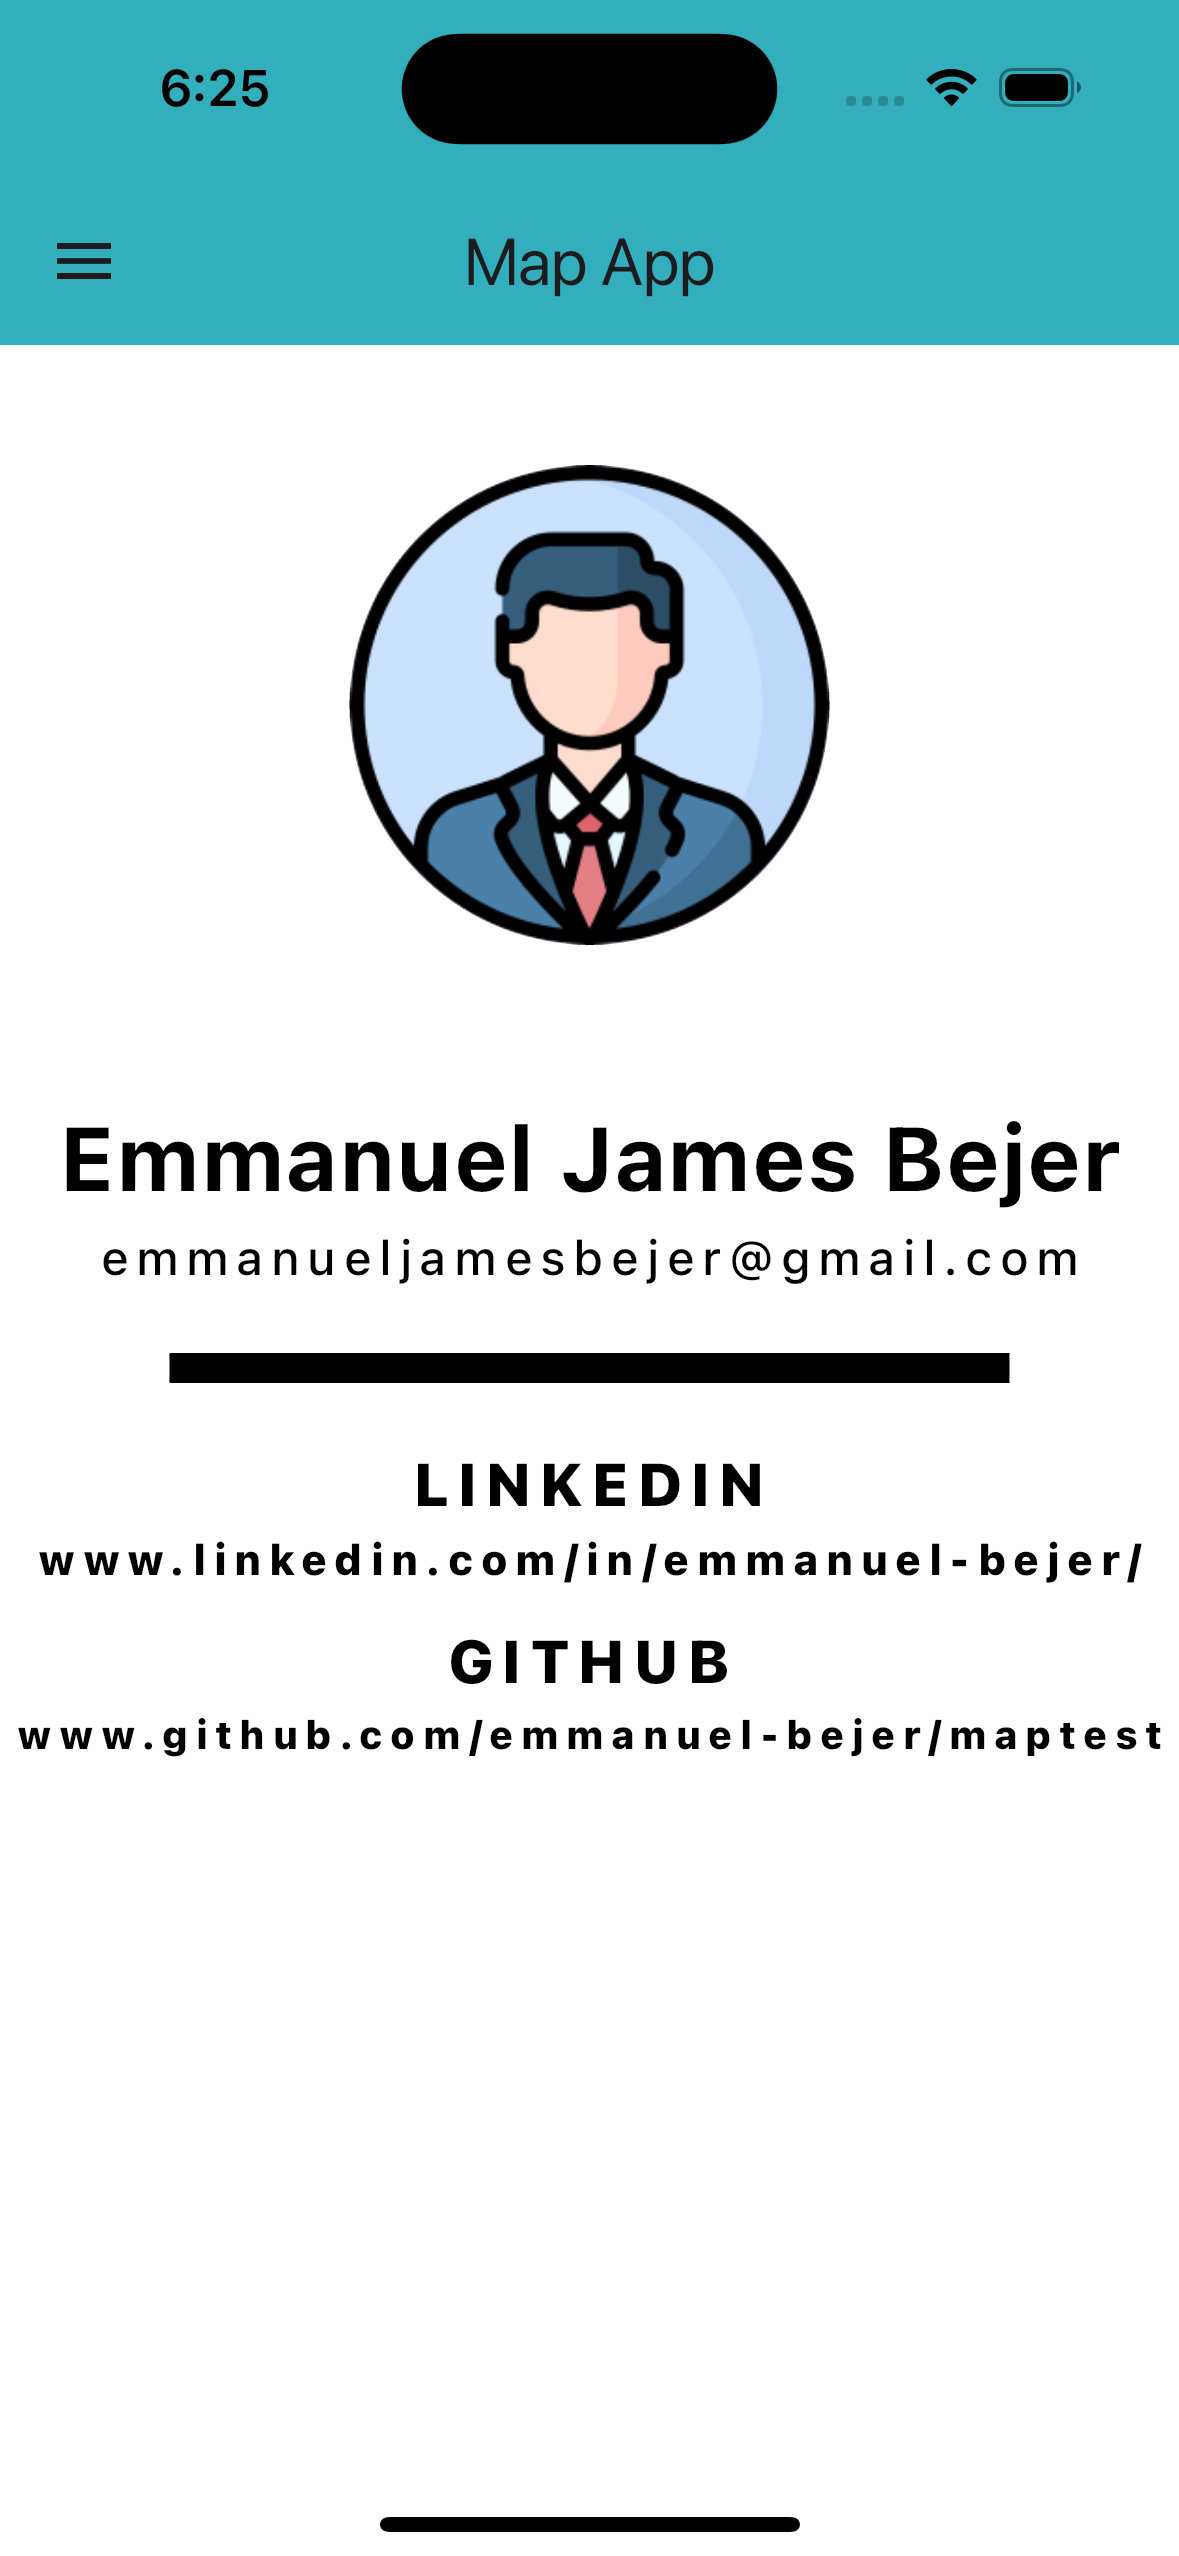 6:25
Map App
Emmanuel James Bejer
emmanueljamesbejer@gmail.com
LINKEDIN
www.linkedin.com/in/emmanuel-bejer/
GITHUB
www.github.com/emmanuel-bejer/maptest